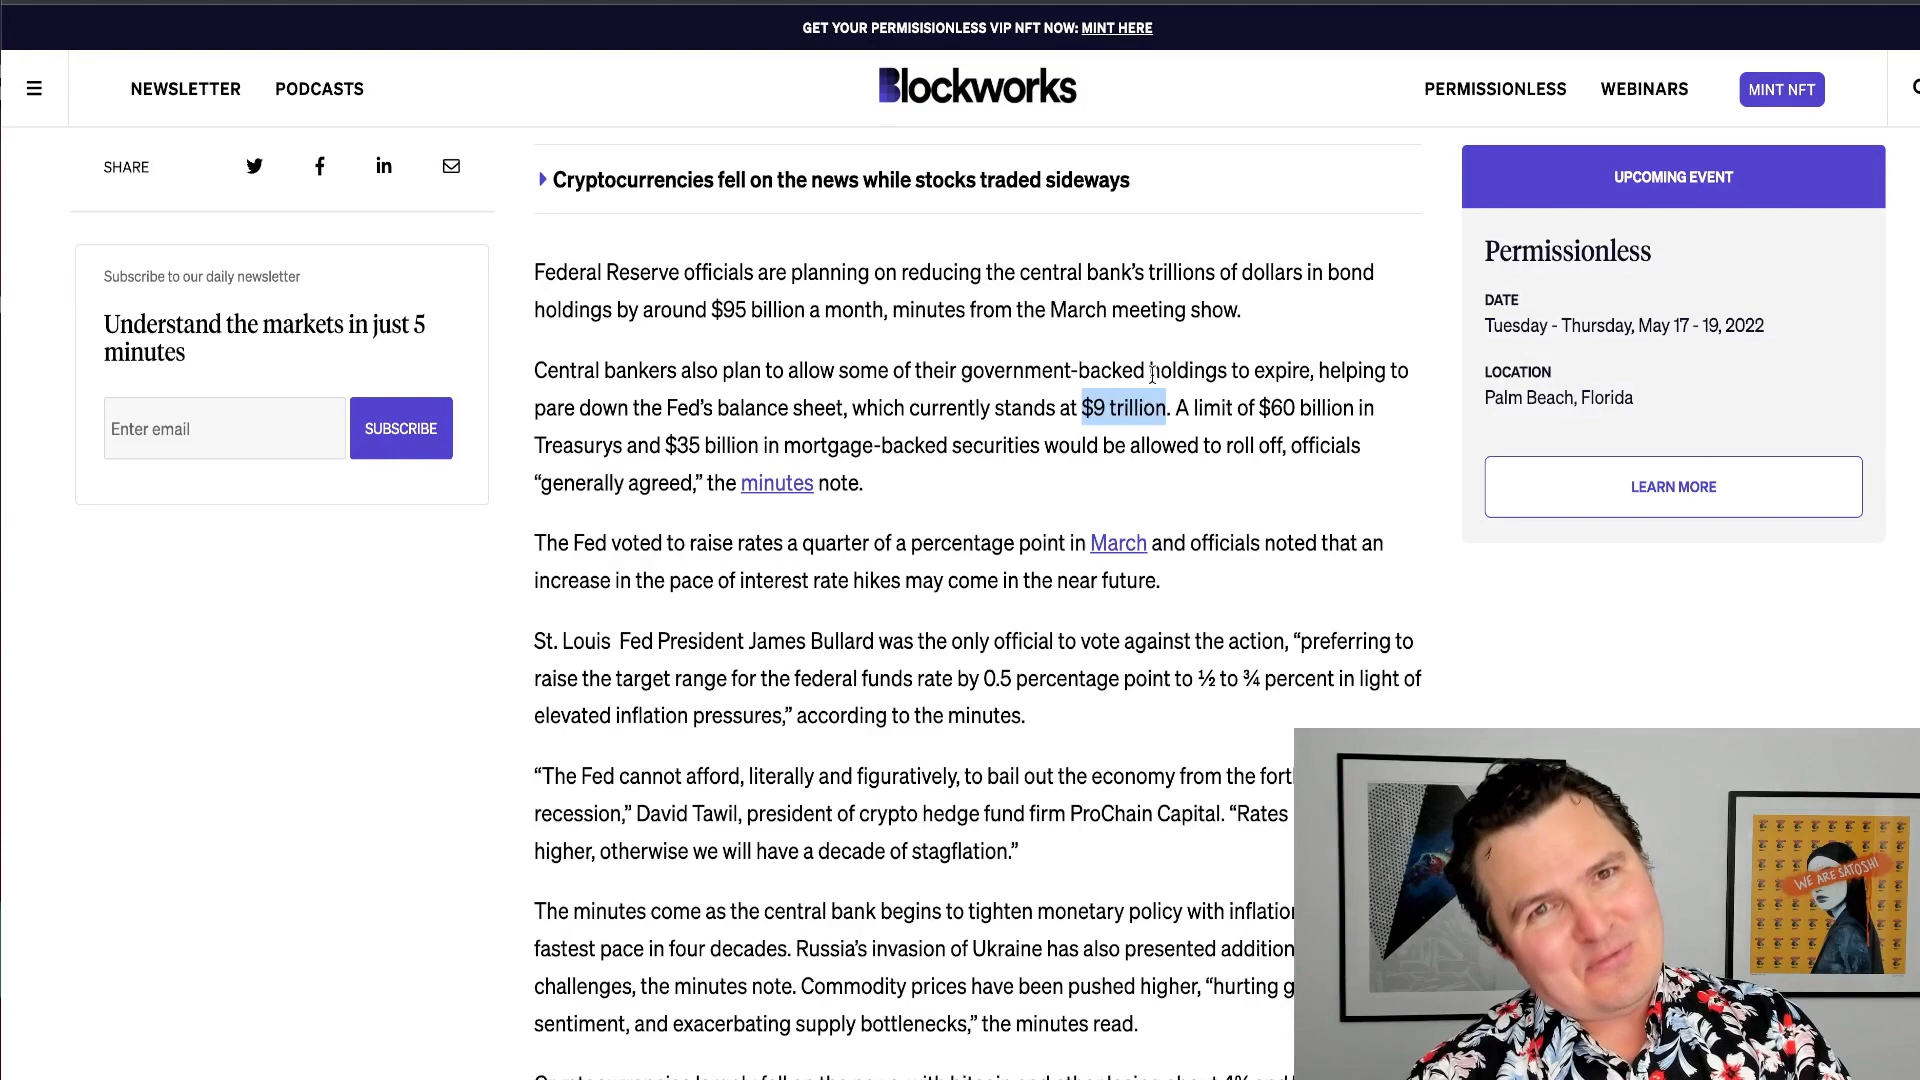 GET YOUR PERMISISIONLESS VIP NFT NOW: MINT HERE
NEWSLETTER
PODCASTS
Blockworks
PERMISSIONLESS
WEBINARS
MINT NFT
SHARE
Subscribe to our daily newsletter
Understand the markets in just 5
minutes
Enter email
SUBSCRIBE
Cryptocurrencies fell on the news while stocks traded sideways
Federal Reserve officials are planning on reducing the central bank’s trillions of dollars in bond
holdings by around $95 billion a month, minutes from the March meeting show.
Central bankers also plan to allow some of their government-backed holdings to expire, helping to
pare down the Fed’s balance sheet, which currently stands at $9 trillion. A limit of $60 billion in
Treasurys and $35 billion in mortgage-backed securities would be allowed to roll off, officials
“generally agreed,” the minutes note.
The Fed voted to raise rates a quarter of a percentage point in March and officials noted that an
increase in the pace of interest rate hikes may come in the near future.
St. Louis Fed President James Bullard was the only official to vote against the action, “preferring to
raise the target range for the federal funds rate by 0.5 percentage point to ½ to ¾ percent in light of
elevated inflation pressures,” according to the minutes.
“The Fed cannot afford, literally and figuratively, to bail out the economy from the
recession,” David Tawil, president of crypto hedge fund firm ProChain Capital. “Rates
higher, otherwise we will have a decade of stagflation.”
The minutes come as the central bank begins to tighten monetary policy with
fastest pace in four decades. Russia’s invasion of Ukraine has also presented
challenges, the minutes note. Commodity prices have been pushed higher, “hurting
sentiment, and exacerbating supply bottlenecks,” the minutes read.
UPCOMING EVENT
Permissionless
DATE
Tuesday - Thursday, May 17 - 19, 2022
LOCATION
Palm Beach, Florida
LEARN MORE
WE ARE SATOSHI